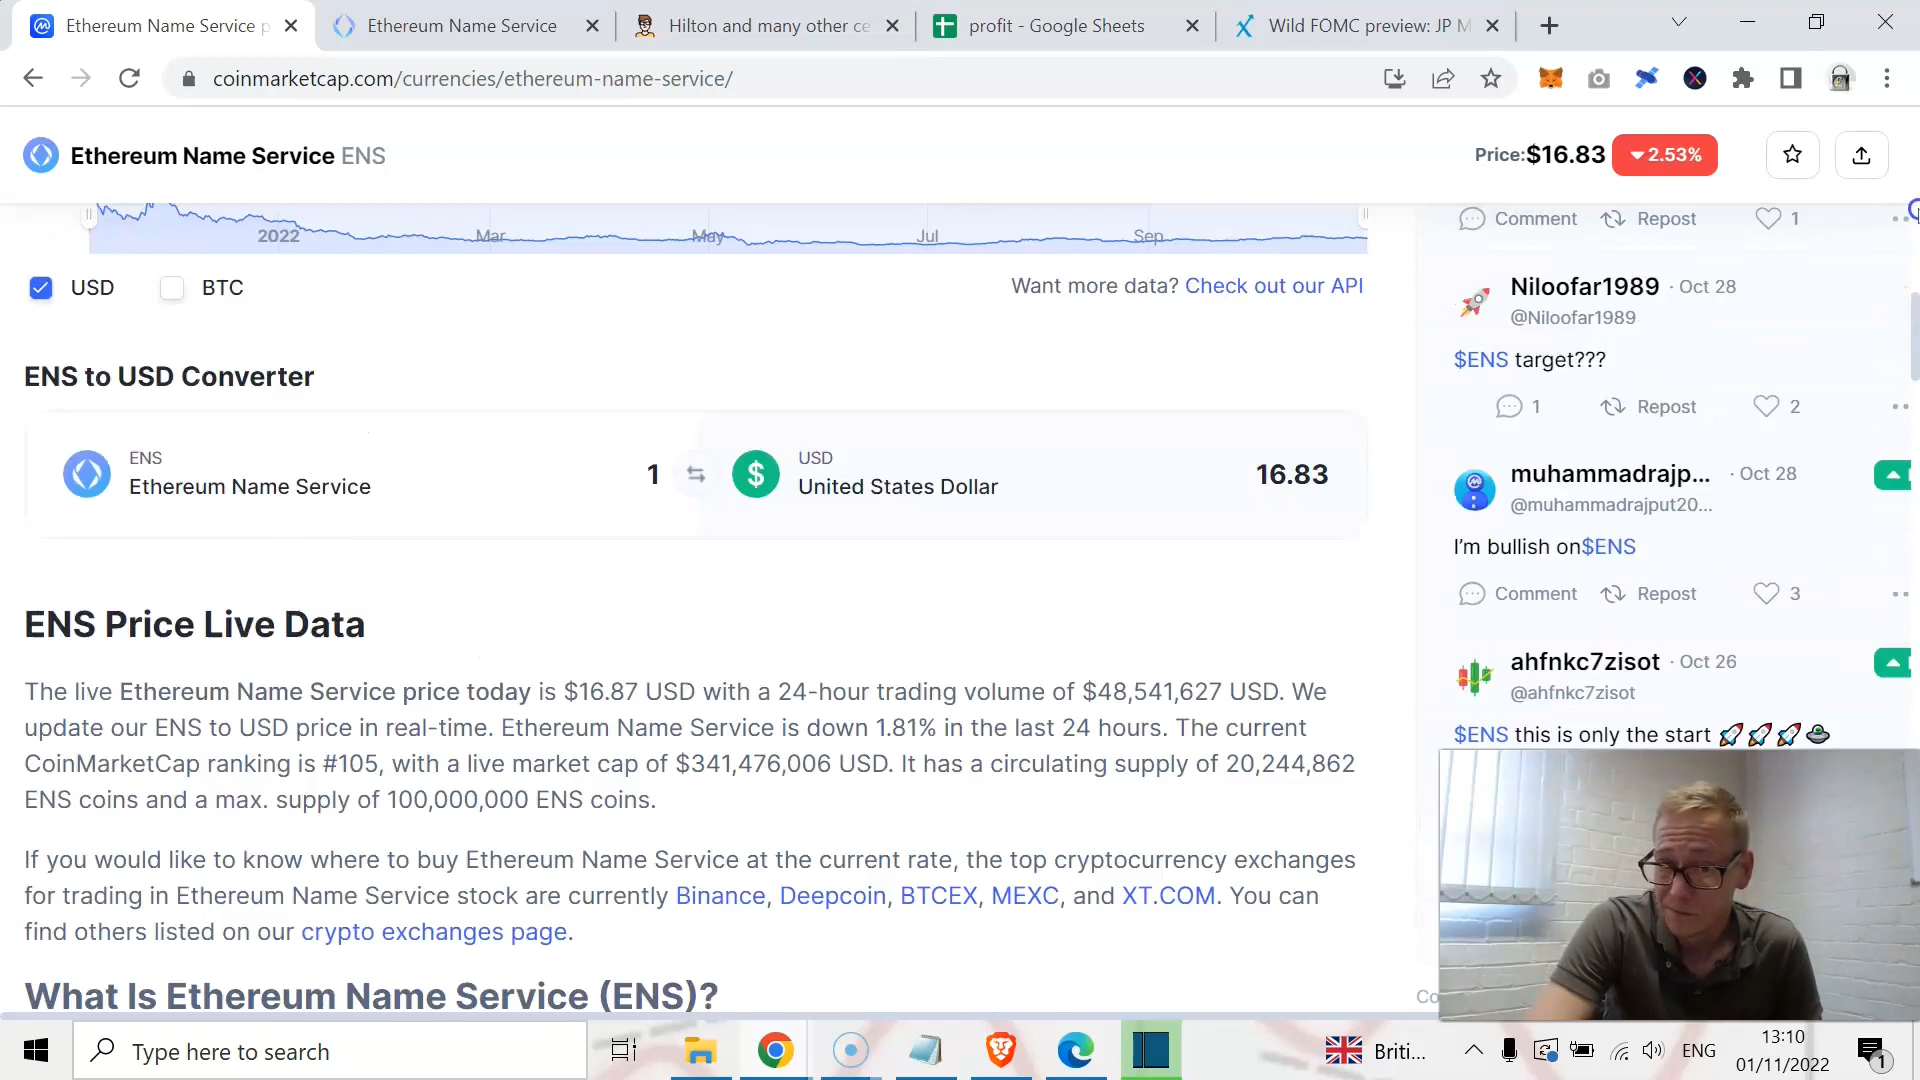 Ethereum Name Service p
Ethereum Name Service
Hilton and many other ce
profit - Google Sheets
Wild FOMC preview: JP M
coinmarketcap.com/currencies/ethereum-name-service/
Ethereum Name Service ENS
Price:$16.83
2.53%
2022
Mar
May
Jul
Sep
USD
BTC
Want more data? Check out our API
ENS to USD Converter
ENS
Ethereum Name Service
1
USD
$
United States Dollar
16.83
ENS Price Live Data
The live Ethereum Name Service price today is $16.87 USD with a 24-hour trading volume of $48,541,627 USD. We
update our ENS to USD price in real-time. Ethereum Name Service is down 1.81% in the last 24 hours. The current
CoinMarketCap ranking is #105, with a live market cap of $341,476,006 USD. It has a circulating supply of 20,244,862
ENS coins and a max. supply of 100,000,000 ENS coins.
If you would like to know where to buy Ethereum Name Service at the current rate, the top cryptocurrency exchanges
for trading in Ethereum Name Service stock are currently Binance, Deepcoin, BTCEX, MEXC, and XT.COM. You can
find others listed on our crypto exchanges page.
What Is Ethereum Name Service (ENS)?
Comment Repost 1
Niloofar1989 · Oct 28
@Niloofar1989
$ENS target???
1 Repost 2
muhammadrajp... · Oct 28
@muhammadrajput20...
I'm bullish on$ENS
Comment Repost 3
ahfnkc7zisot · Oct 26
@ahfnkc7zisot
$ENS this is only the start 🚀🚀🚀🛸
Type here to search
Briti...
ENG
13:10
01/11/2022
1